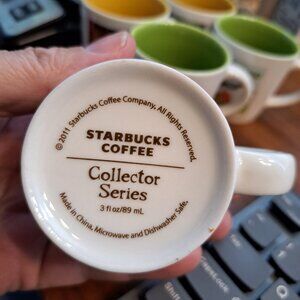 © 2011 Starbucks Coffee Company, All Rights Reserved.
STARBUCKS
COFFEE
Collector
Series
3 fl oz/89 mL
Made in China, Microwave and Dishwasher Safe.